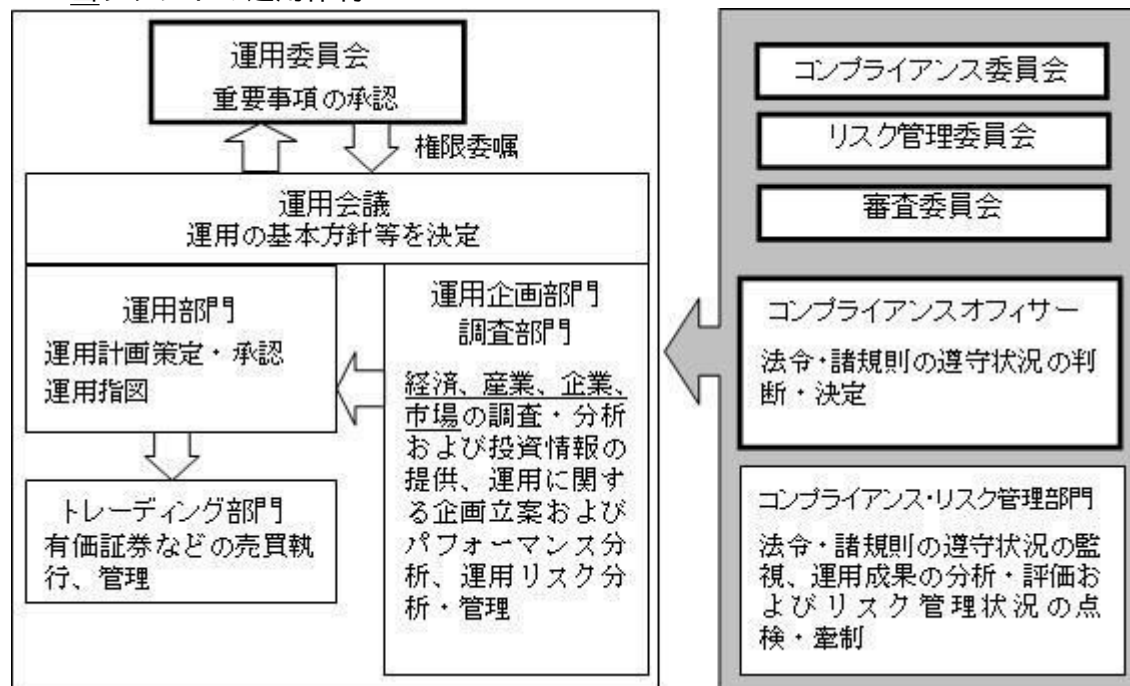 運用委員会
重要事項の承認
権限委嘱
運用会議
運用の基本方針等を決定
運用部門
運用計画策定・承認
運用指図
トレーディング部門
有価証券などの売買執
行、管理
運用企画部門
調査部門
経済、産業、企業、
市場の調査・分析
および投資情報の
提供、運用に関す
る企画立案および
パフォーマンス分
析、運用リスク分
析・管理
コンプライアンス委員会
リスク管理委員会
審査委員会
コンプライアンスオフィサー
法令・諸規則の遵守状況の判
断・決定
コンプライアンス・リスク管理部門
法令・諸規則の遵守状況の監
視、運用成果の分析・評価お
よびリスク管理状況の点
検・牽制